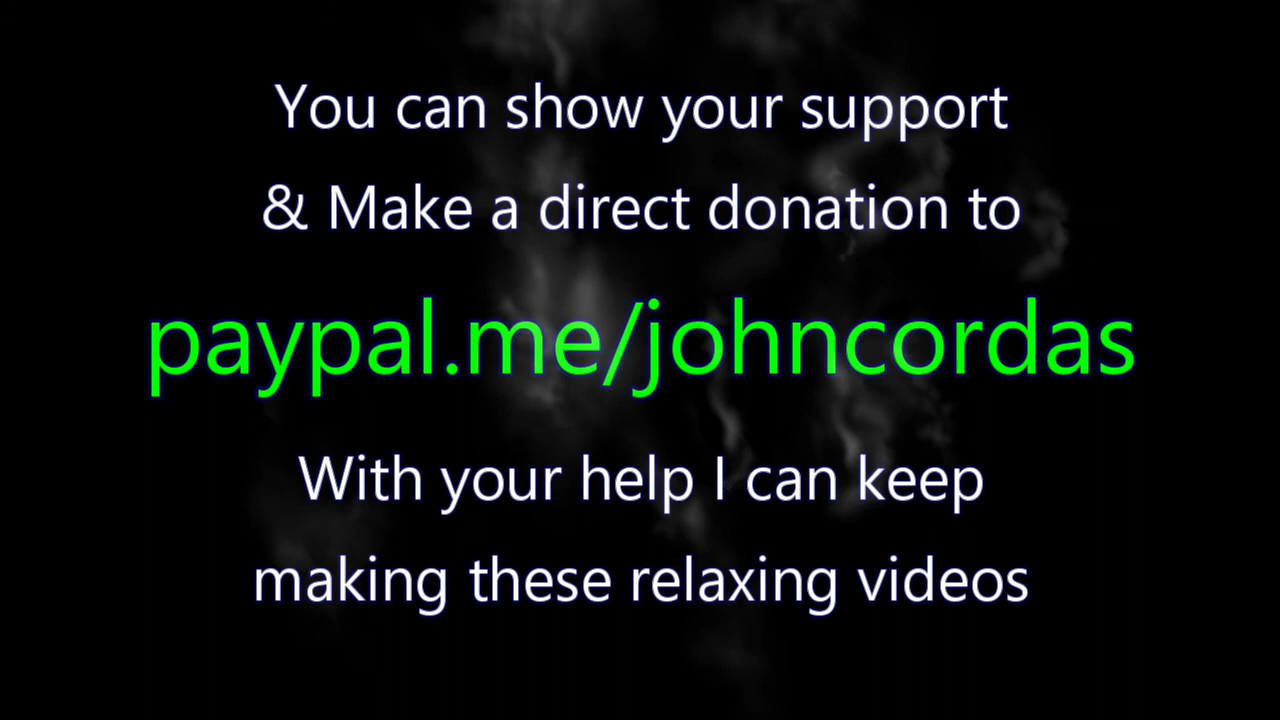 You can show your support
& Make a direct donation to
paypal.me/johncordas
With your help I can keep
making these relaxing videos